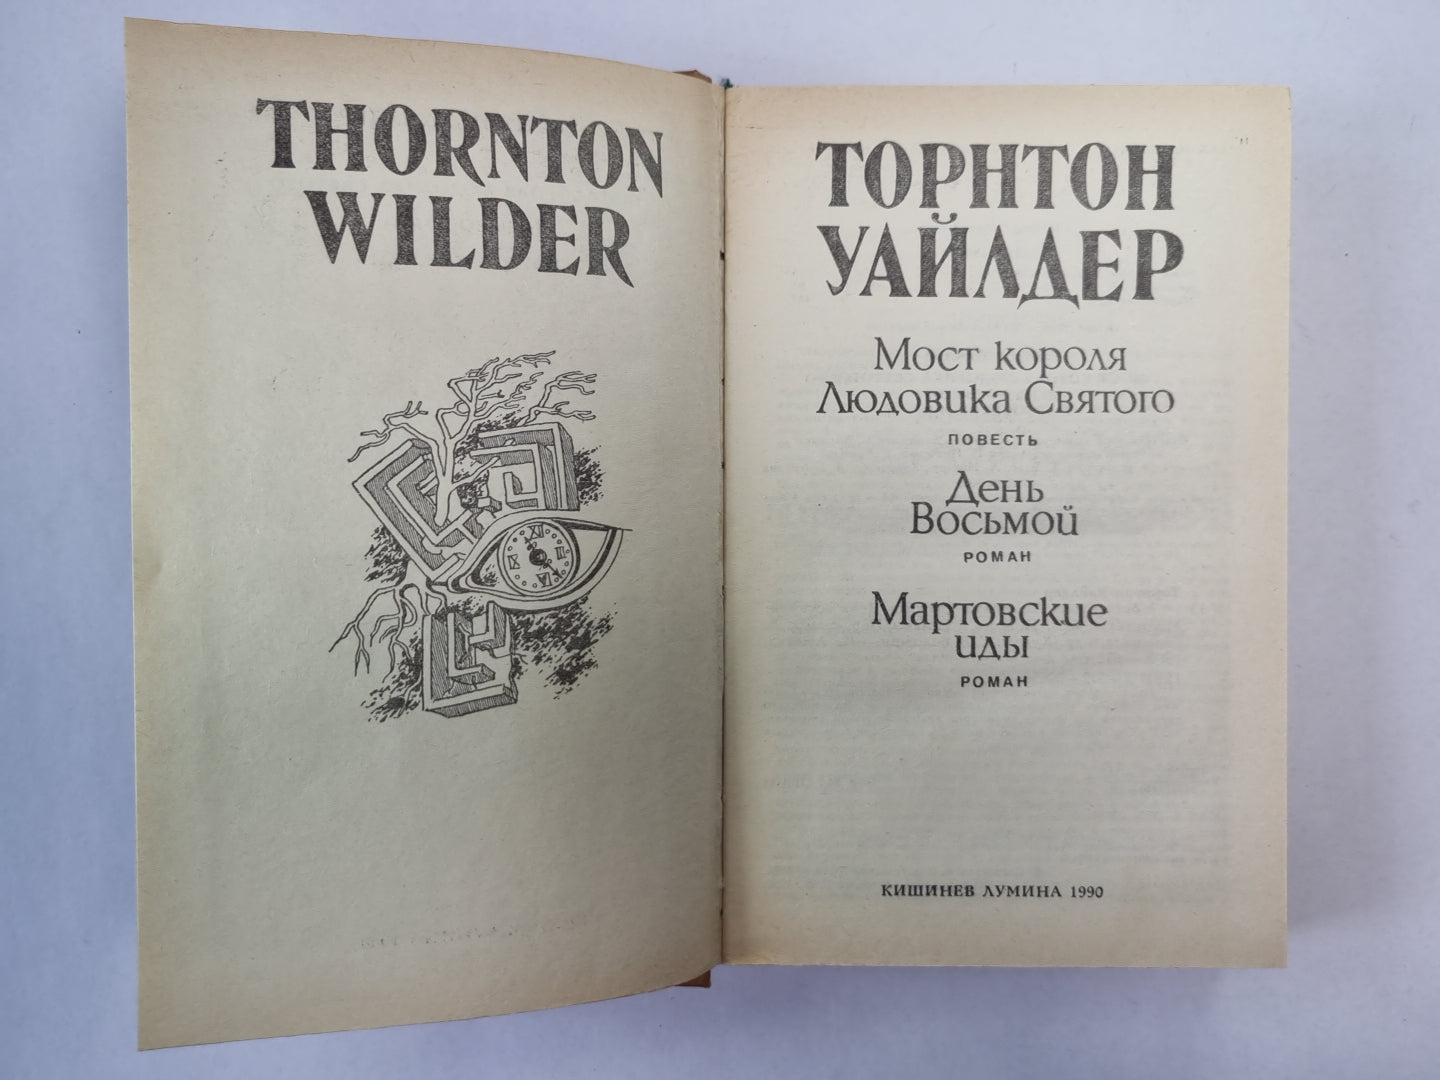 THORNTON
WILDER
ТОРНТОН
УАЙЛДЕР
Мост короля
Людовика Святого
ПОВЕСТЬ
День
Восьмой
РОМАН
Мартовские
иды
РОМАН
КИШИНЕВ ЛУМИНА 1990